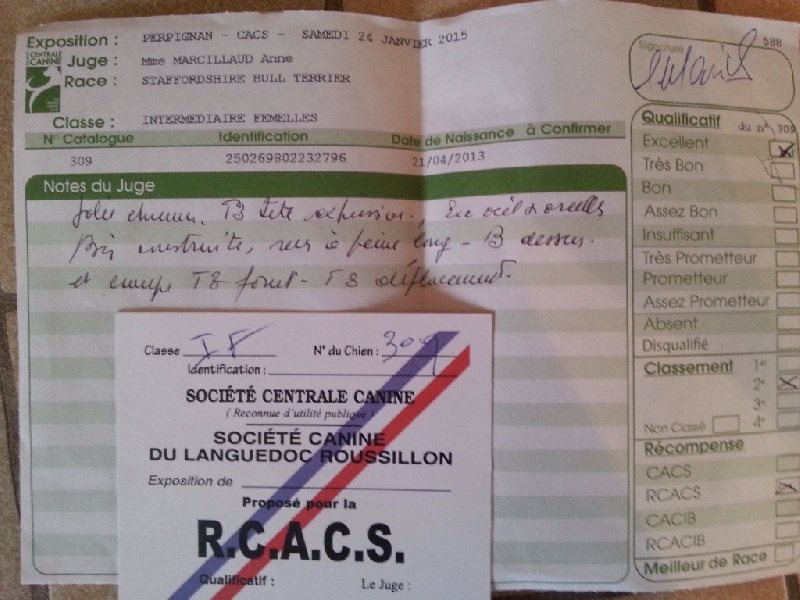 Exposition : PERPIGNAN - CACS - SAMEDI 24 JANVIER 2015
CENTRALE CANINE
Juge : Mme MARCILLAUD Anne
Race : STAFFORDSHIRE BULL TERRIER
Classe : INTERMEDIAIRE FEMELLES
N° Catalogue Identification Date de Naissance à Confirmer
309 250269802232796 21/04/2013
Notes du Juge
Jolie chienne. TB tête expression. Exc oeil oreilles
Bien construite, rein à peine long - B dessus.
et croupe TB fouet - TB déplacement.
Signature
588
Qualificatif du n° 309
Excellent X
Très Bon
Bon
Assez Bon
Insuffisant
Très Prometteur
Prometteur
Assez Prometteur
Absent
Disqualifié
Classement 1er
2e X
3e
Non Classé 4e
Récompense
CACS
RCACS X
CACIB
RCACIB
Meilleur de Race
Classe IF N° du Chien : 309
Identification :
SOCIÉTÉ CENTRALE CANINE
( Reconnue d'utilité publique )
SOCIÉTÉ CANINE
DU LANGUEDOC ROUSSILLON
Exposition de
Proposé pour la
R.C.A.C.S.
Qualificatif : Le Juge :